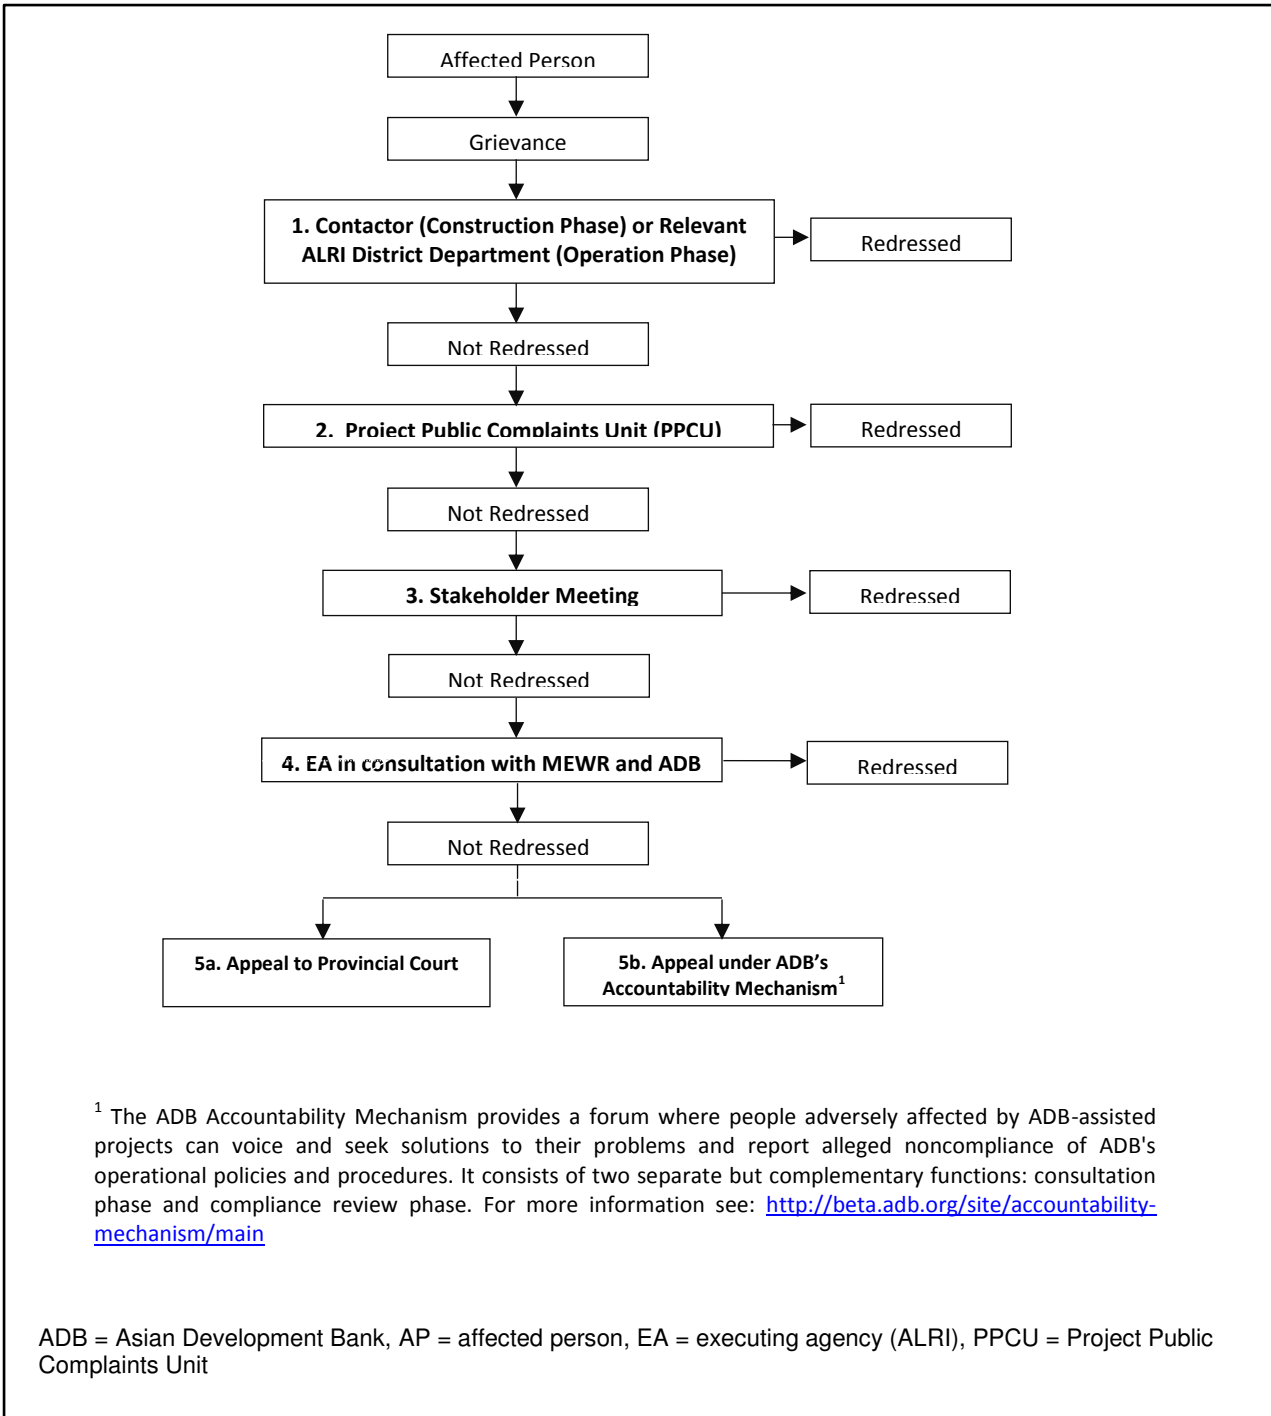 Affected Person
Grievance
1. Contactor (Construction Phase) or Relevant
ALRI District Department (Operation Phase)
Redressed
Not Redressed
2. Project Public Complaints Unit (PPCU)
Redressed
Not Redressed
3. Stakeholder Meeting
Redressed
Not Redressed
4. EA in consultation with MEWR and ADB
Redressed
Not Redressed
5a. Appeal to Provincial Court
5b. Appeal under ADB’s
Accountability Mechanism¹
¹ The ADB Accountability Mechanism provides a forum where people adversely affected by ADB-assisted
projects can voice and seek solutions to their problems and report alleged noncompliance of ADB's
operational policies and procedures. It consists of two separate but complementary functions: consultation
phase and compliance review phase. For more information see: http://beta.adb.org/site/accountability-
mechanism/main
ADB = Asian Development Bank, AP = affected person, EA = executing agency (ALRI), PPCU = Project Public
Complaints Unit